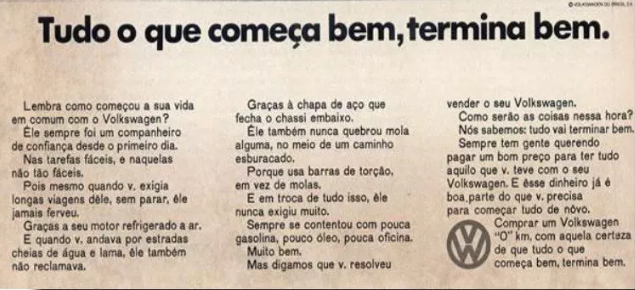 © VOLKSWAGEN DO BRASIL S.A.
Tudo o que começa bem, termina bem.
Lembra como começou a sua vida
em comum com o Volkswagen?
Êle sempre foi um companheiro
de confiança desde o primeiro dia.
Nas tarefas fáceis, e naquelas
não tão fáceis.
Pois mesmo quando v. exigia
longas viagens dêle, sem parar, êle
jamais ferveu.
Graças a seu motor refrigerado a ar.
E quando v. andava por estradas
cheias de água e lama, êle também
não reclamava.
Graças à chapa de aço que
fecha o chassi embaixo.
Êle também nunca quebrou mola
alguma, no meio de um caminho
esburacado.
Porque usa barras de torção,
em vez de molas.
E em troca de tudo isso, êle
nunca exigiu muito.
Sempre se contentou com pouca
gasolina, pouco óleo, pouca oficina.
Muito bem.
Mas digamos que v. resolveu
vender o seu Volkswagen.
Como serão as coisas nessa hora?
Nós sabemos: tudo vai terminar bem.
Sempre tem gente querendo
pagar um bom preço para ter tudo
aquilo que v. teve com o seu
Volkswagen. E êsse dinheiro já é
boa parte do que v. precisa
para começar tudo de nôvo.
Comprar um Volkswagen
"O" km, com aquela certeza
de que tudo o que
começa bem, termina bem.